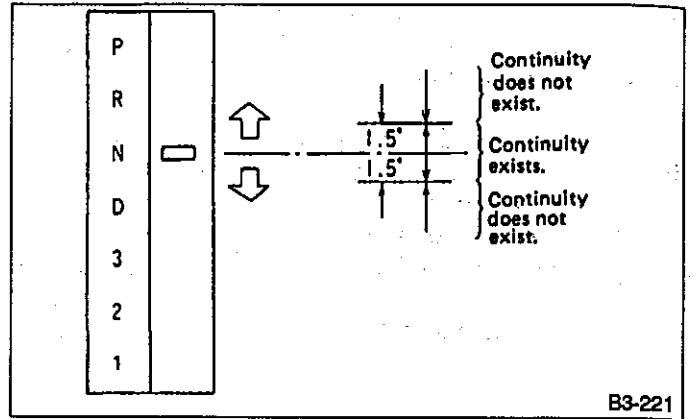 P
R
N
D
3
2
1
1.5°
1.5°
Continuity
does not
exist.
Continuity
exists.
Continuity
does not
exist.
B3-221